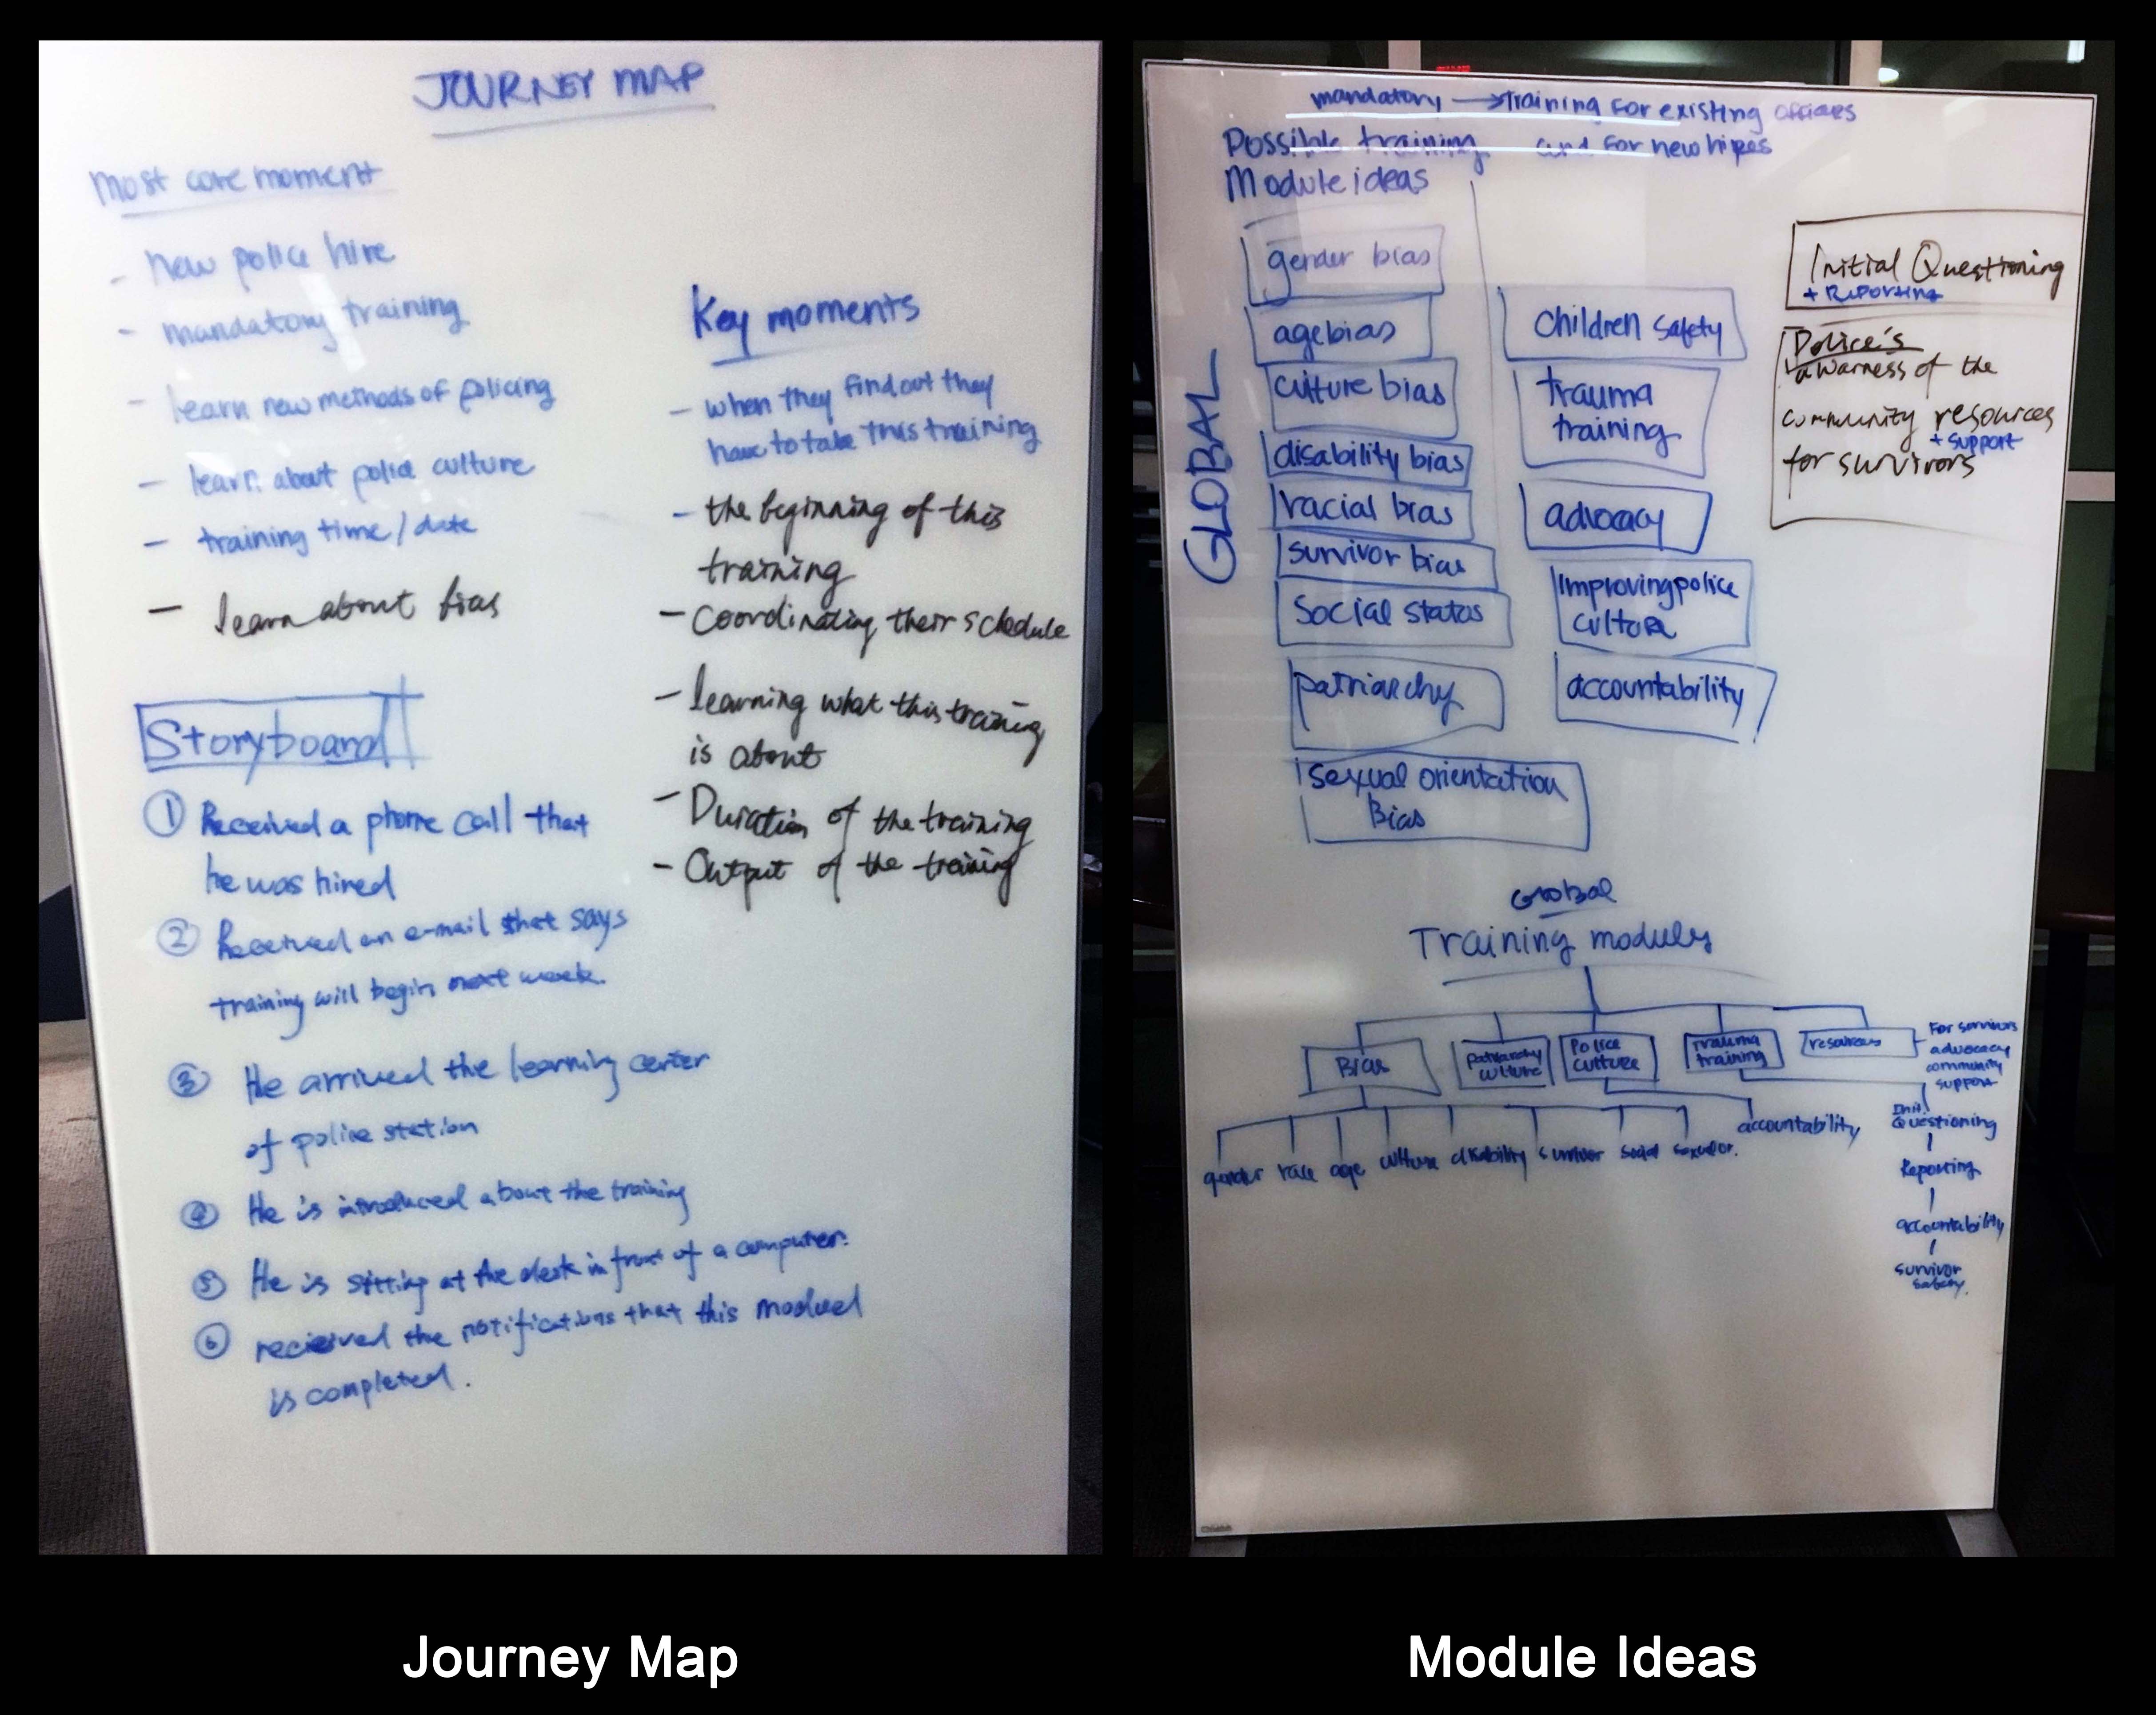 JOURNEY MAP
Most core moment
- New police hire
- mandatory training
- learn new methods of policing
- learn about police culture
- training time/date
- learn about bias
Key moments
- when they find out they
have to take this training
- the beginning of this
training
- Coordinating their schedule
- learning what this training
is about
- Duration of the training
- Output of the training
Storyboard
① Received a phone call that
he was hired
② Received an e-mail that says
training will begin next week.
③ He arrived the learning center
of police station
④ He is introduced about the training
⑤ He is sitting at the desk in front of a computer.
⑥ recieived the notifications that this moduel
is completed.
mandatory → Training for existing officers
and for new hires
Possible training
Module ideas
GLOBAL
gender bias
age bias
culture bias
disability bias
racial bias
survivor bias
Social status
patriarchy
sexual orientation
Bias
Children safety
trauma
training
advocacy
Improving police
culture
accountability
Initial Questioning
+ Reporting
Police's
awarness of the
community resources
+ support
for survivors
Global
Training modules
Bias
patriarchy
culture
Police
culture
trauma
training
resources
For survivors
advocacy
community
support
gender race age culture disability survivor social sexual or.
accountability
Init.
Questioning
Reporting
accountability
survivor
safety.
Journey Map
Module Ideas